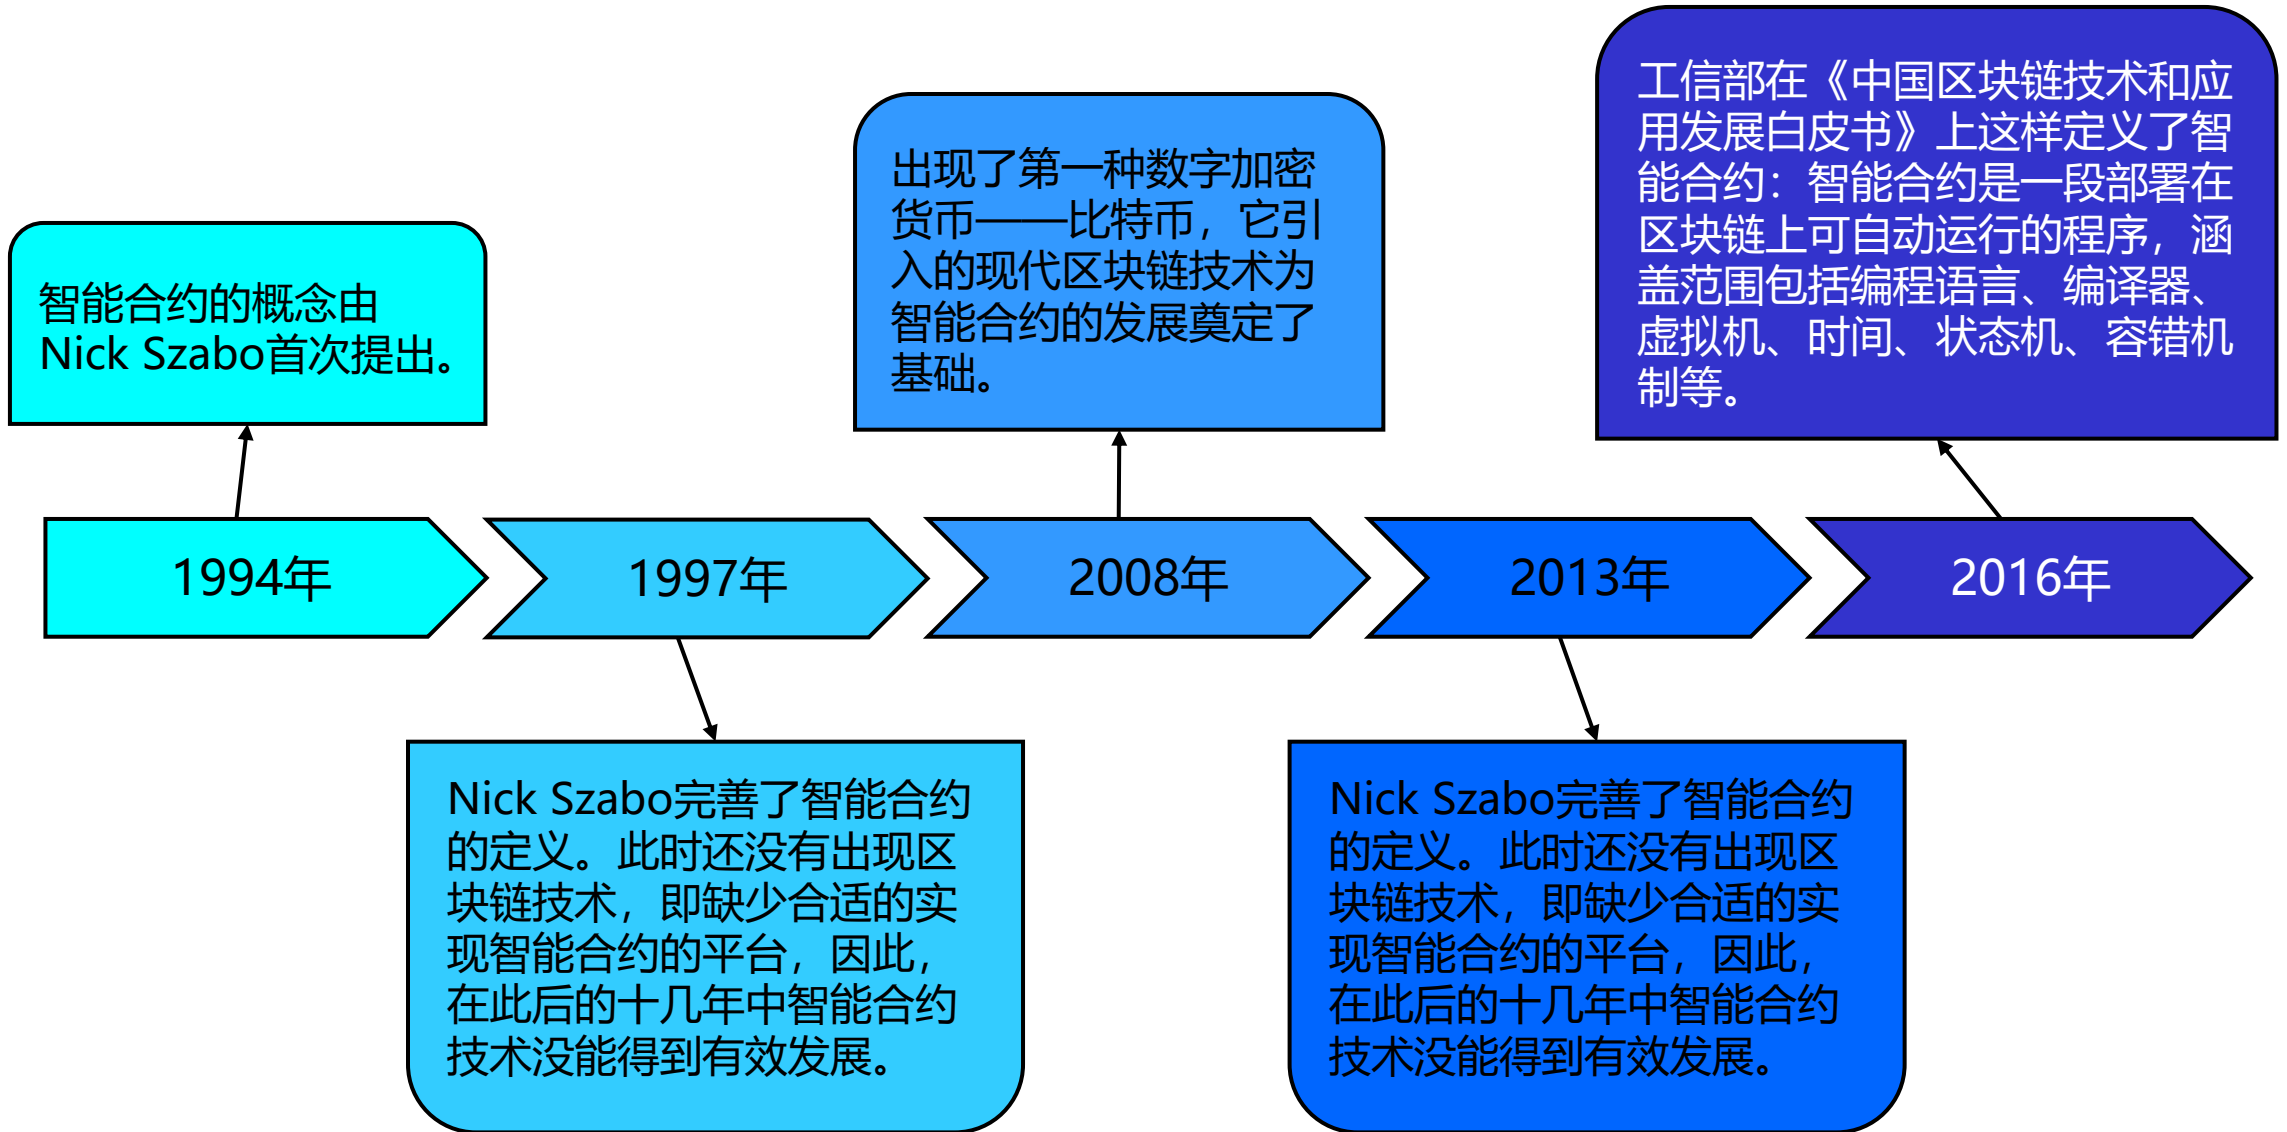 智能合约的概念由
Nick Szabo首次提出。
出现了第一种数字加密
货币——比特币，它引
入的现代区块链技术为
智能合约的发展奠定了
基础。
工信部在《中国区块链技术和应
用发展白皮书》上这样定义了智
能合约：智能合约是一段部署在
区块链上可自动运行的程序，涵
盖范围包括编程语言、编译器、
虚拟机、时间、状态机、容错机
制等。
1994年
1997年
2008年
2013年
2016年
Nick Szabo完善了智能合约
的定义。此时还没有出现区
块链技术，即缺少合适的实
现智能合约的平台，因此，
在此后的十几年中智能合约
技术没能得到有效发展。
Nick Szabo完善了智能合约
的定义。此时还没有出现区
块链技术，即缺少合适的实
现智能合约的平台，因此，
在此后的十几年中智能合约
技术没能得到有效发展。